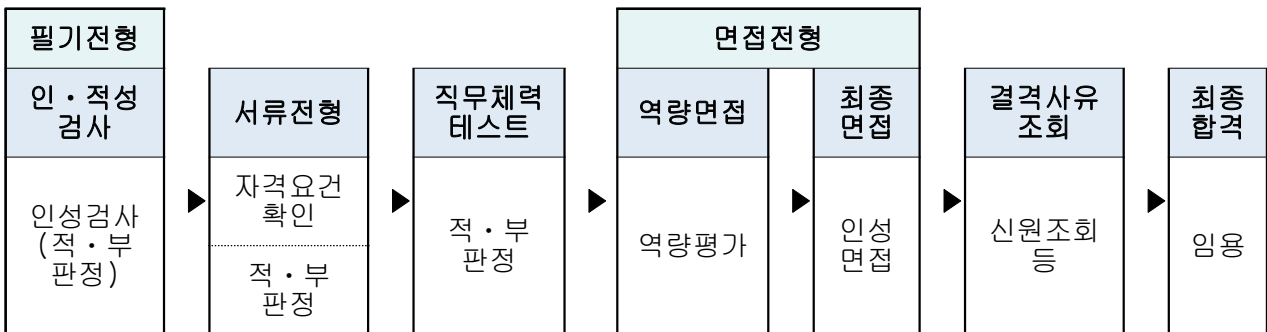 필기전형
인・적성
검사
인성검사
(적・부
판정)
▶
서류전형
자격요건
확인
적・부
판정
▶
직무체력
테스트
적・부
판정
▶
면접전형
역량면접
역량평가
▶
최종
면접
인성
면접
▶
결격사유
조회
신원조회
등
▶
최종
합격
임용